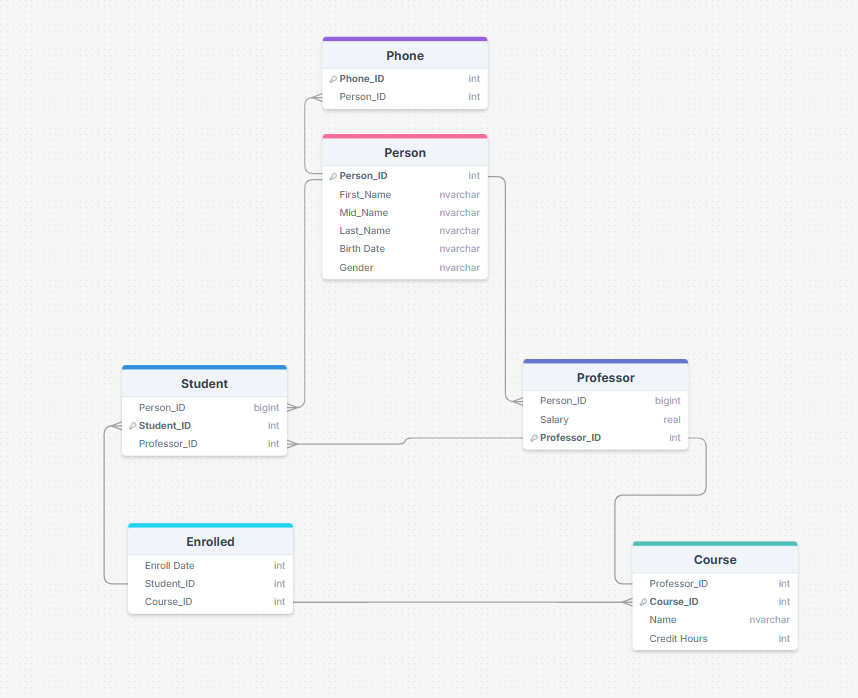 Phone
Phone_ID int
Person_ID int
Person
Person_ID int
First_Name nvarchar
Mid_Name nvarchar
Last_Name nvarchar
Birth Date nvarchar
Gender nvarchar
Student
Person_ID bigint
Student_ID int
Professor_ID int
Professor
Person_ID bigint
Salary real
Professor_ID int
Enrolled
Enroll Date int
Student_ID int
Course_ID int
Course
Professor_ID int
Course_ID int
Name nvarchar
Credit Hours int